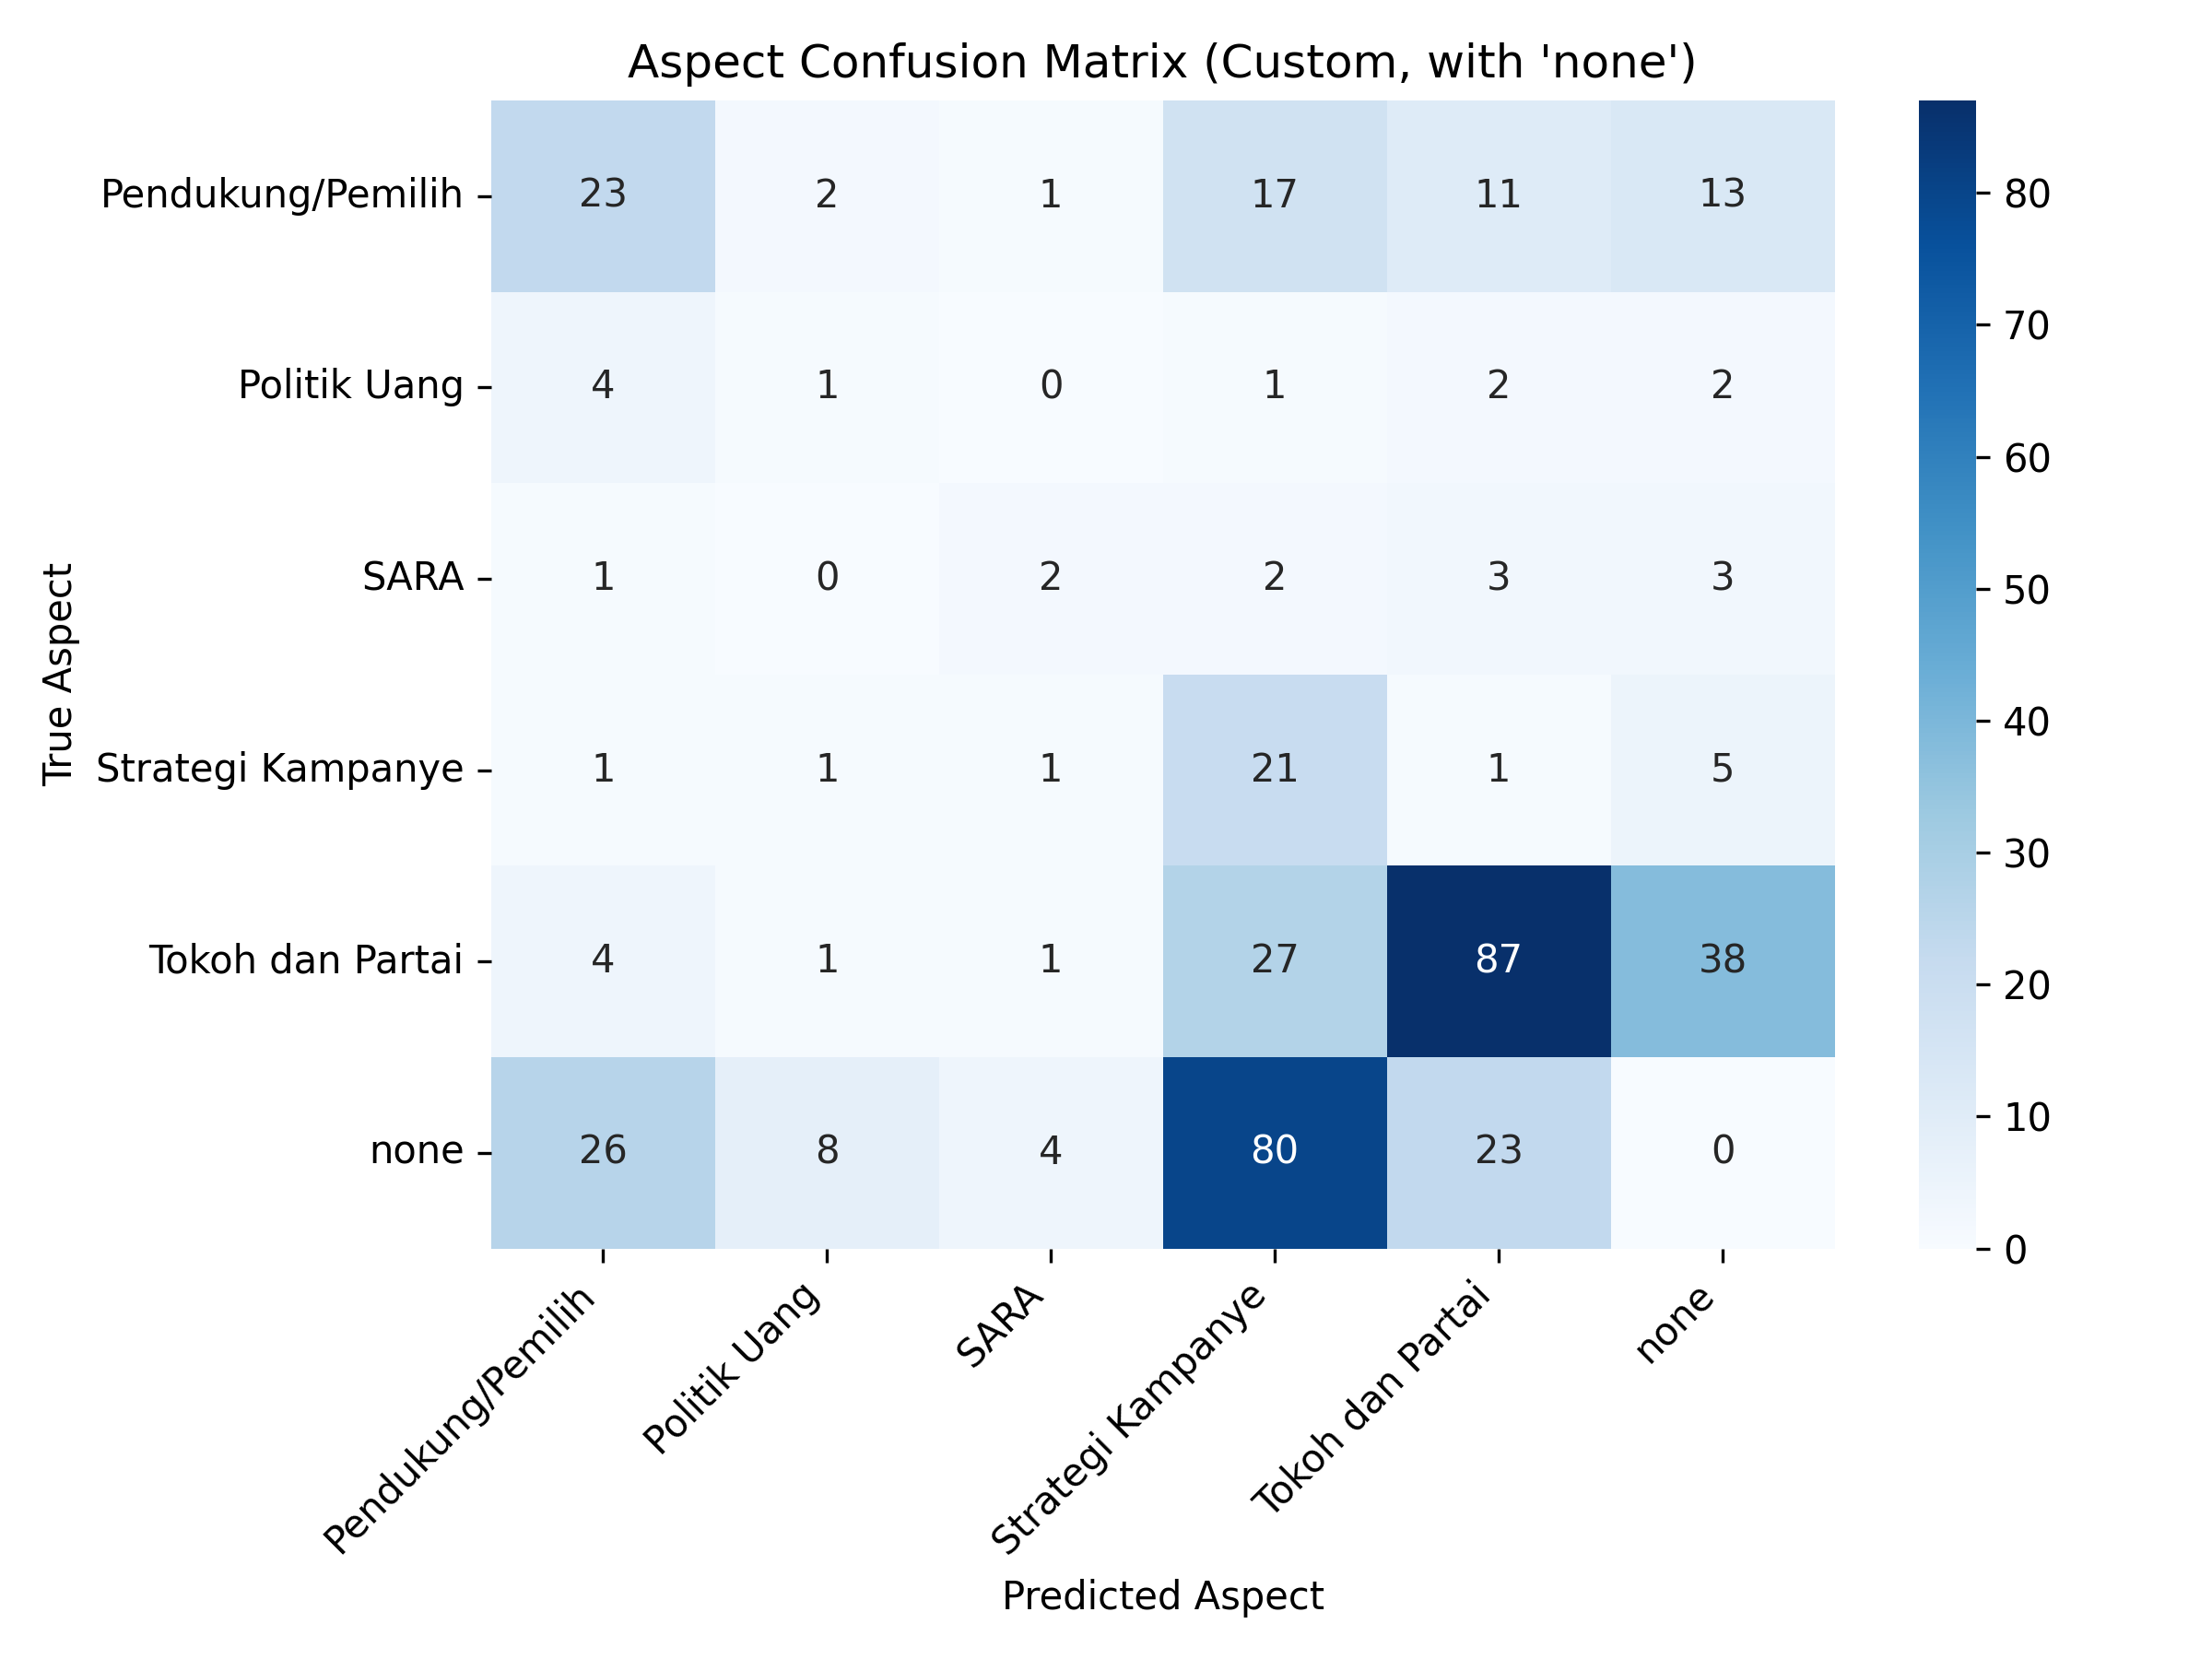 Aspect Confusion Matrix (Custom, with 'none')
Pendukung/Pemilih 23 2 1 17 11 13
Politik Uang 4 1 0 1 2 2
SARA 1 0 2 2 3 3
Strategi Kampanye 1 1 1 21 1 5
Tokoh dan Partai 4 1 1 27 87 38
none 26 8 4 80 23 0
True Aspect
Pendukung/Pemilih
Politik Uang
SARA
Strategi Kampanye
Tokoh dan Partai
none
Predicted Aspect
80
70
60
50
40
30
20
10
0